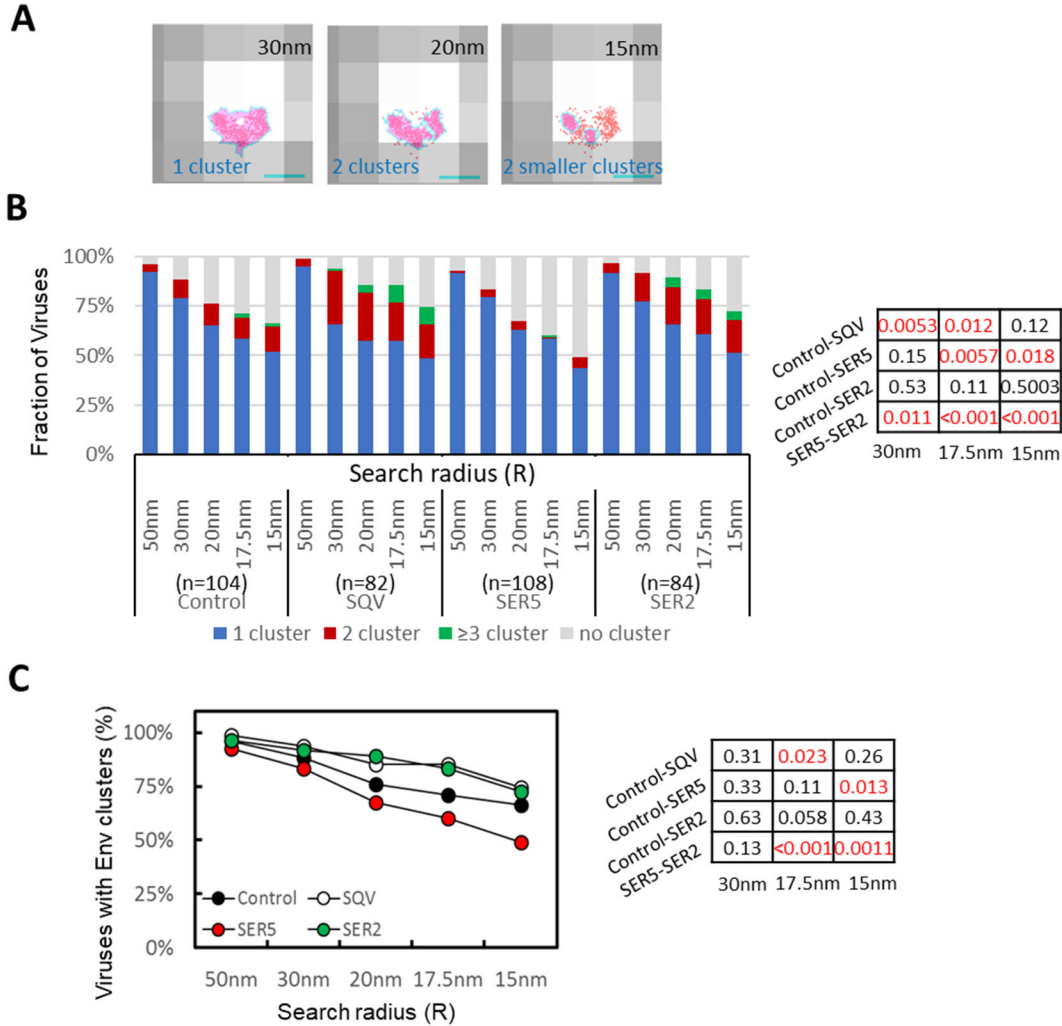 A
30nm
20nm
15nm
1 cluster
2 clusters
2 smaller clusters
B
Fraction of Viruses
100%
75%
50%
25%
0%
Search radius (R)
50nm
30nm
20nm
17.5nm
15nm
50nm
30nm
20nm
17.5nm
15nm
50nm
30nm
20nm
17.5nm
15nm
50nm
30nm
20nm
17.5nm
15nm
(n=104)
(n=82)
(n=108)
(n=84)
Control
SQV
SER5
SER2
1 cluster
2 cluster
≥3 cluster
no cluster
Control-SQV 0.0053 0.012 0.12
Control-SER5 0.15 0.0057 0.018
Control-SER2 0.53 0.11 0.5003
SER5-SER2 0.011 <0.001 <0.001
30nm 17.5nm 15nm
C
Viruses with Env clusters (%)
100%
75%
50%
25%
0%
Control
SQV
SER5
SER2
50nm 30nm 20nm 17.5nm 15nm
Search radius (R)
Control-SQV 0.31 0.023 0.26
Control-SER5 0.33 0.11 0.013
Control-SER2 0.63 0.058 0.43
SER5-SER2 0.13 <0.001 0.0011
30nm 17.5nm 15nm